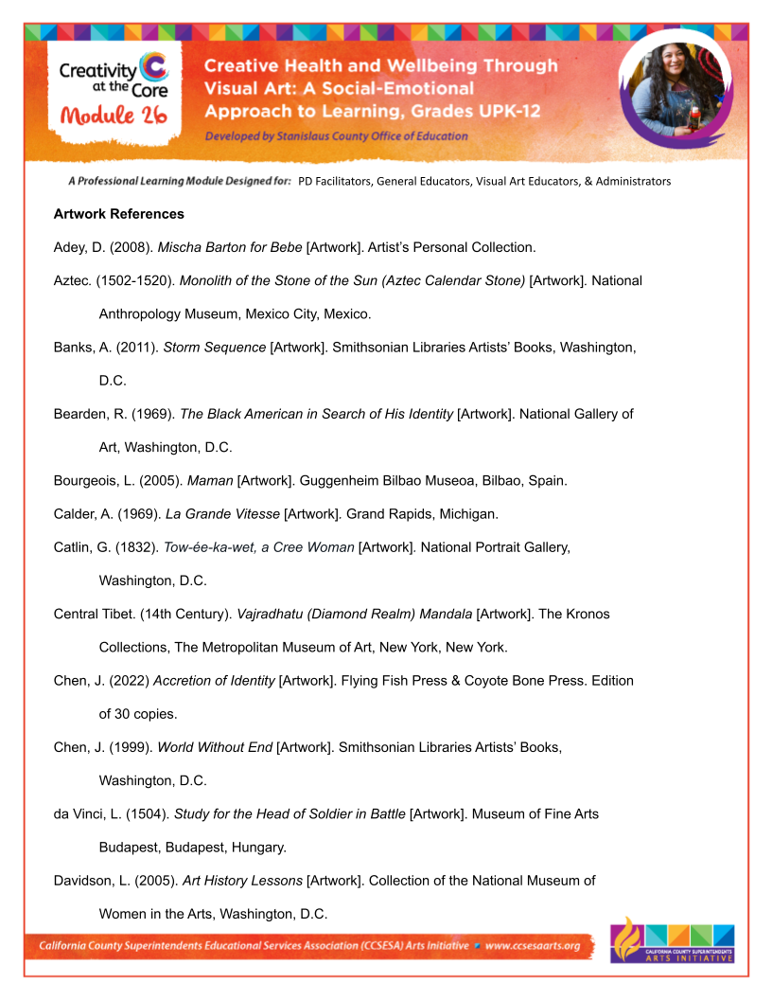 Creativity
at the
Core
Module 26
Creative Health and Wellbeing Through
Visual Art: A Social-Emotional
Approach to Learning, Grades UPK-12
Developed by Stanislaus County Office of Education
A Professional Learning Module Designed for: PD Facilitators, General Educators, Visual Art Educators, & Administrators
Artwork References
Adey, D. (2008). Mischa Barton for Bebe [Artwork]. Artist’s Personal Collection.
Aztec. (1502-1520). Monolith of the Stone of the Sun (Aztec Calendar Stone) [Artwork]. National
Anthropology Museum, Mexico City, Mexico.
Banks, A. (2011). Storm Sequence [Artwork]. Smithsonian Libraries Artists’ Books, Washington,
D.C.
Bearden, R. (1969). The Black American in Search of His Identity [Artwork]. National Gallery of
Art, Washington, D.C.
Bourgeois, L. (2005). Maman [Artwork]. Guggenheim Bilbao Museoa, Bilbao, Spain.
Calder, A. (1969). La Grande Vitesse [Artwork]. Grand Rapids, Michigan.
Catlin, G. (1832). Tow-ée-ka-wet, a Cree Woman [Artwork]. National Portrait Gallery,
Washington, D.C.
Central Tibet. (14th Century). Vajradhatu (Diamond Realm) Mandala [Artwork]. The Kronos
Collections, The Metropolitan Museum of Art, New York, New York.
Chen, J. (2022) Accretion of Identity [Artwork]. Flying Fish Press & Coyote Bone Press. Edition
of 30 copies.
Chen, J. (1999). World Without End [Artwork]. Smithsonian Libraries Artists’ Books,
Washington, D.C.
da Vinci, L. (1504). Study for the Head of Soldier in Battle [Artwork]. Museum of Fine Arts
Budapest, Budapest, Hungary.
Davidson, L. (2005). Art History Lessons [Artwork]. Collection of the National Museum of
Women in the Arts, Washington, D.C.
California County Superintendents Educational Services Association (CCSESA) Arts Initiative • www.ccsesaarts.org
CALIFORNIA COUNTY SUPERINTENDENTS
ARTS INITIATIVE